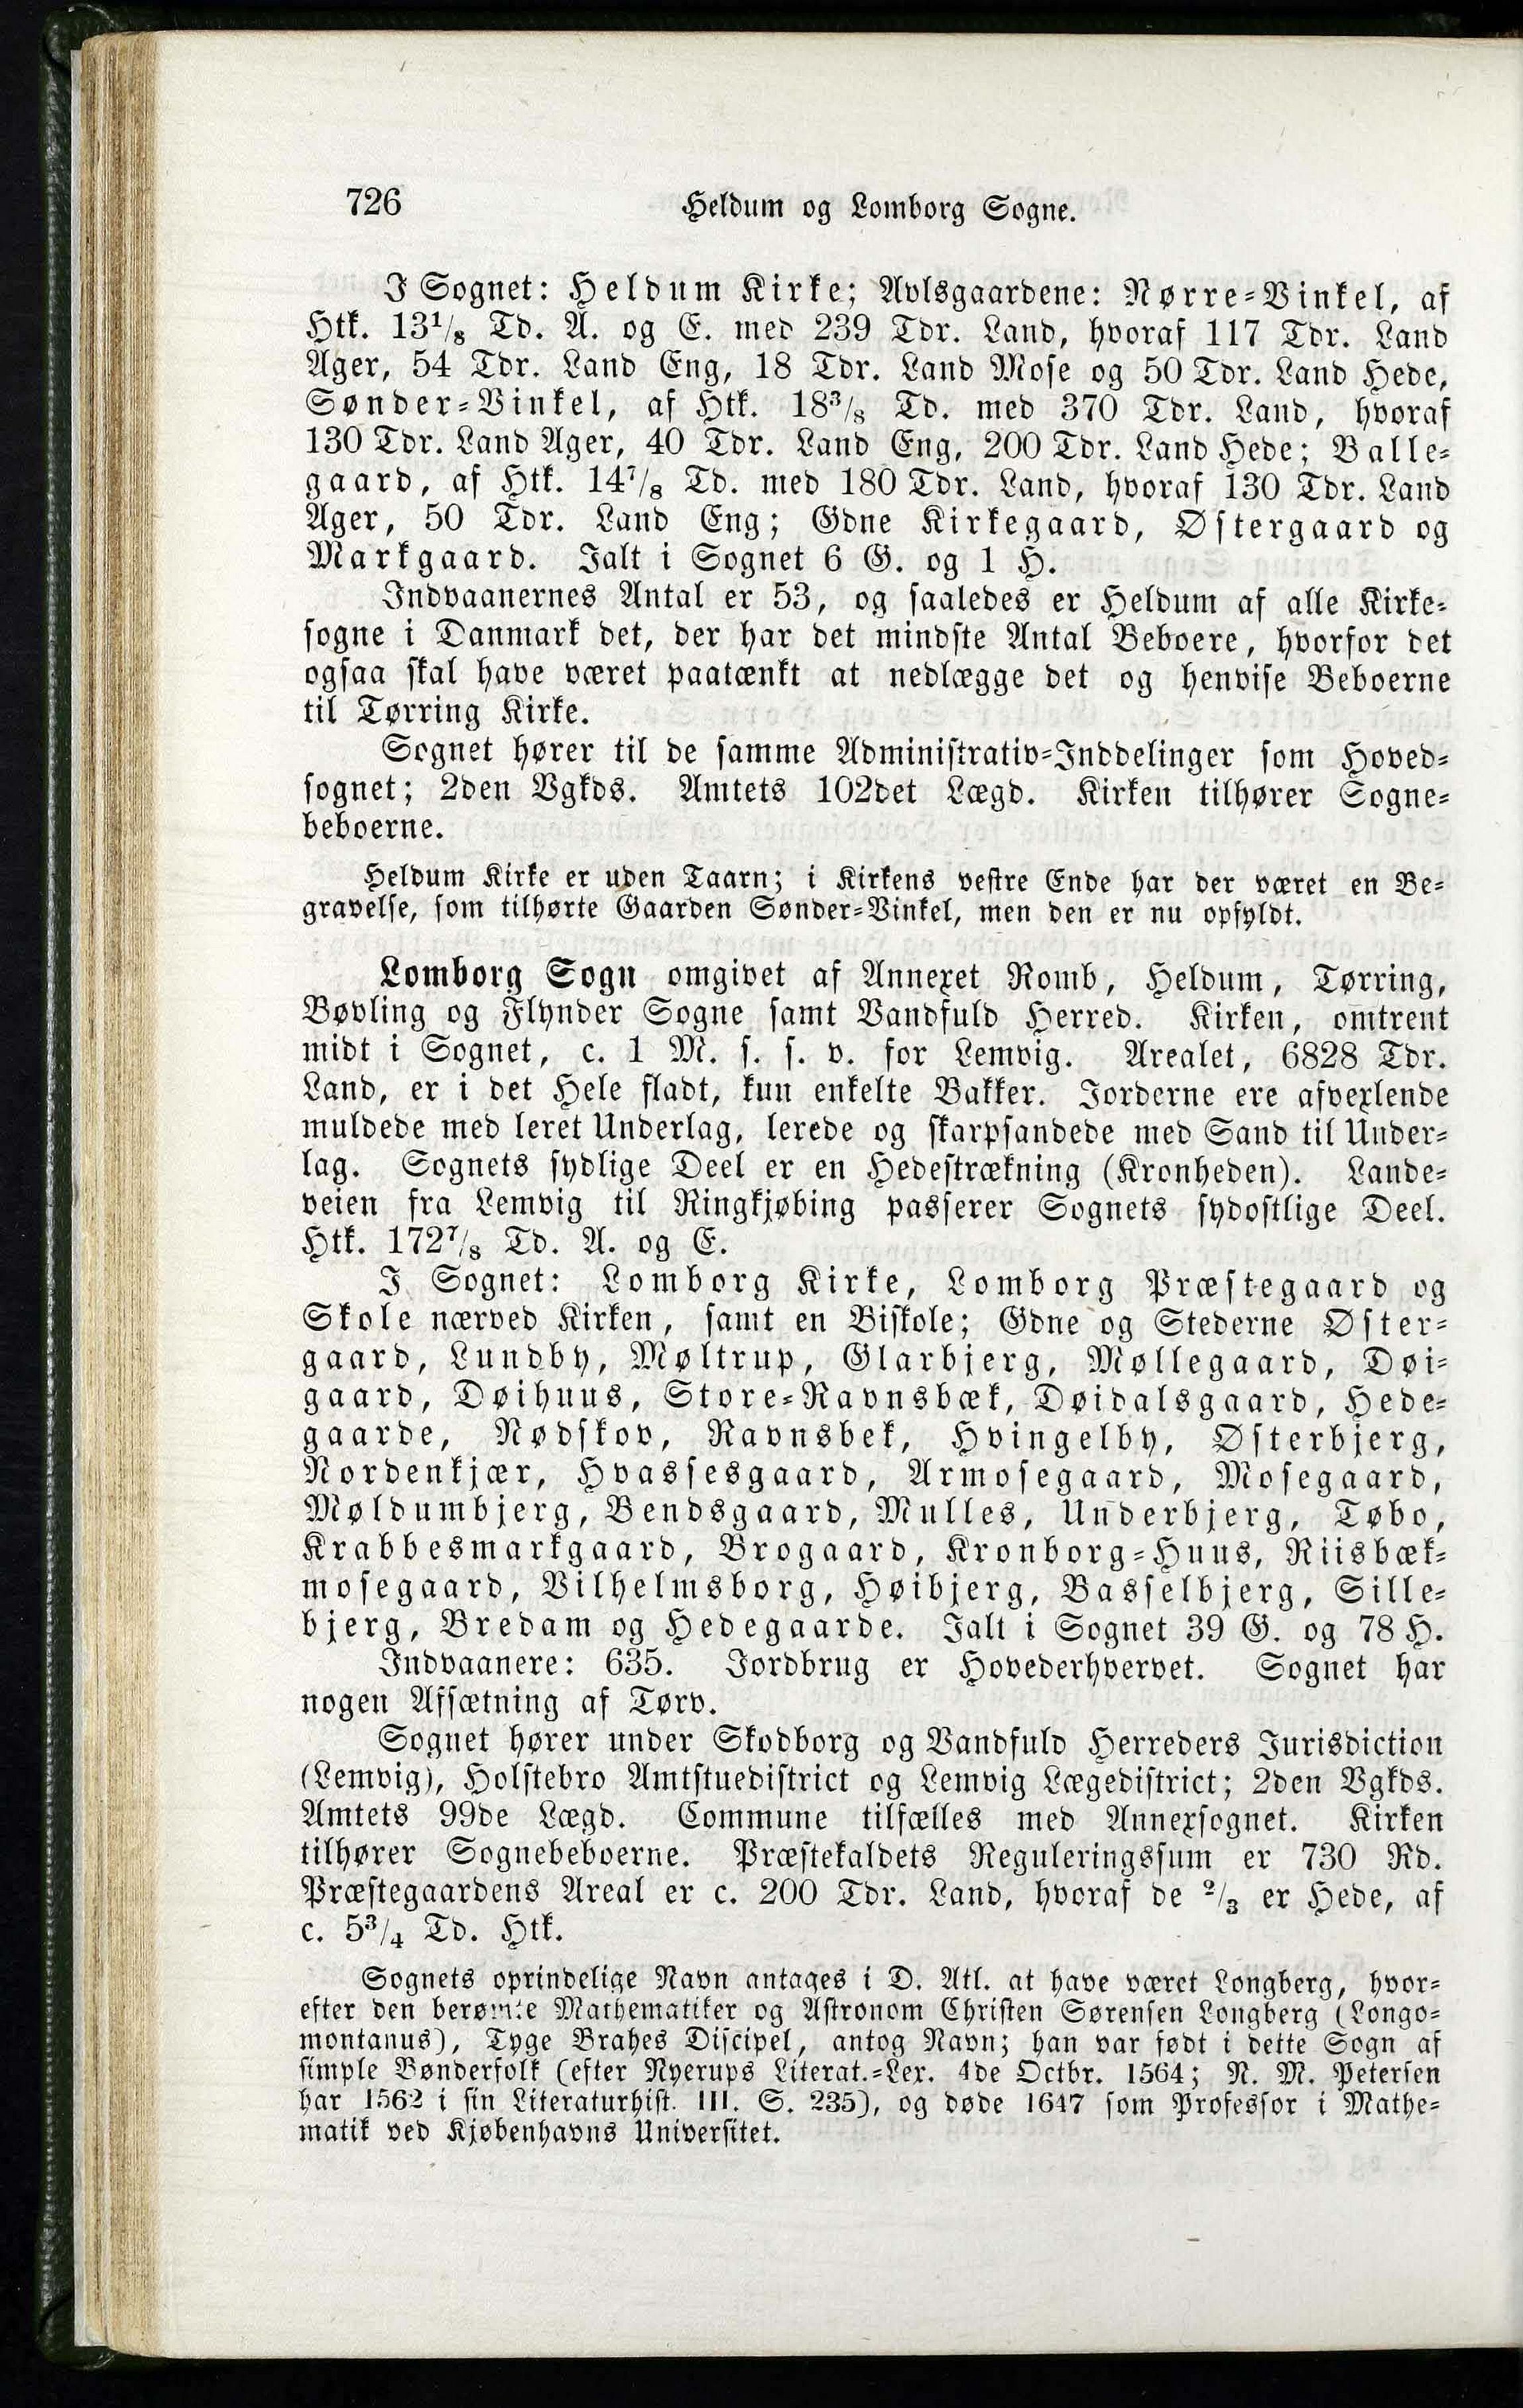 726 Heldum og Lomborg Sogne.
I Sognet: Heldum Kirke; Avlsgaardene: Nørre-Vinkel, af
Htk. 13 1/8 Td. A. og E. med 239 Tdr. Land, hvoraf 117 Tdr. Land
Ager, 54 Tdr. Land Eng, 18 Tdr. Land Mose og 50 Tdr. Land Hede,
Sønder-Vinkel, af Htk. 18 3/8 Td. med 370 Tdr. Land, hvoraf
130 Tdr. Land Ager, 40 Tdr. Land Eng, 200 Tdr. Land Hede; Balle-
gaard, af Htk. 14 7/8 Td. med 180 Tdr. Land, hvoraf 130 Tdr. Land
Ager, 50 Tdr. Land Eng; Gdne Kirkegaard, Østergaard og
Markgaard. Ialt i Sognet 6 G. og 1 H.
Indvaanernes Antal er 53, og saaledes er Heldum af alle Kirke-
sogne i Danmark det, der har det mindste Antal Beboere, hvorfor det
ogsaa skal have været paatænkt at nedlægge det og henvise Beboerne
til Tørring Kirke.
Sognet hører til de samme Administrativ-Inddelinger som Hoved-
sognet; 2den Vgkds. Amtets 102det Lægd. Kirken tilhører Sogne-
beboerne.
Heldum Kirke er uden Taarn; i Kirkens vestre Ende har der været en Be-
gravelse, som tilhørte Gaarden Sønder-Vinkel, men den er nu opfyldt.
Lomborg Sogn omgivet af Annexet Romb, Heldum, Tørring,
Bøvling og Flynder Sogne samt Vandfuld Herred. Kirken, omtrent
midt i Sognet, c. 1 M. s. s. v. for Lemvig. Arealet, 6828 Tdr.
Land, er i det Hele fladt, kun enkelte Bakker. Jorderne ere afvexlende
muldede med leret Underlag, lerede og skarpsandede med Sand til Under-
lag. Sognets sydlige Deel er en Hedestrækning (Kronheden). Lande-
veien fra Lemvig til Ringkjøbing passerer Sognets sydostlige Deel.
Htk. 172 7/8 Td. A. og E.
I Sognet: Lomborg Kirke, Lomborg Præstegaard og
Skole nærved Kirken, samt en Biskole; Gdne og Stederne Øster-
gaard, Lundby, Møltrup, Glarbjerg, Møllegaard, Døi-
gaard, Døihuus, Store-Ravnsbæk, Døidalsgaard, Hede-
gaarde, Nødskov, Ravnsbek, Hvingelby, Østerbjerg,
Nordenkjær, Hvassesgaard, Armosegaard, Mosegaard,
Møldumbjerg, Bendsgaard, Mulles, Underbjerg, Tøbo,
Krabbesmarkgaard, Brogaard, Kronborg-Huus, Riisbæk-
mosegaard, Vilhelmsborg, Høibjerg, Basselbjerg, Sille-
bjerg, Bredam og Hedegaarde. Ialt i Sognet 39 G. og 78 H.
Indvaanere: 635. Jordbrug er Hovederhvervet. Sognet har
nogen Afsætning af Tørv.
Sognet hører under Skodborg og Vandfuld Herreders Jurisdiction
(Lemvig), Holstebro Amtstuedistrict og Lemvig Lægedistrict; 2den Vgkds.
Amtets 99de Lægd. Commune tilfælles med Annexsognet. Kirken
tilhører Sognebeboerne. Præstekaldets Reguleringssum er 730 Rd.
Præstegaardens Areal er c. 200 Tdr. Land, hvoraf de 2/3 er Hede, af
c. 5 3/4 Td. Htk.
Sognets oprindelige Navn antages i D. Atl. at have været Longberg, hvor-
efter den berømte Mathematiker og Astronom Christen Sørensen Longberg (Longo-
montanus), Tyge Brahes Discipel, antog Navn; han var født i dette Sogn af
simple Bønderfolk (efter Nyerups Literat.-Lex. 4de Octbr. 1564; N. M. Petersen
har 1562 i sin Literaturhist. III. S. 235), og døde 1647 som Professor i Mathe-
matik ved Kjøbenhavns Universitet.